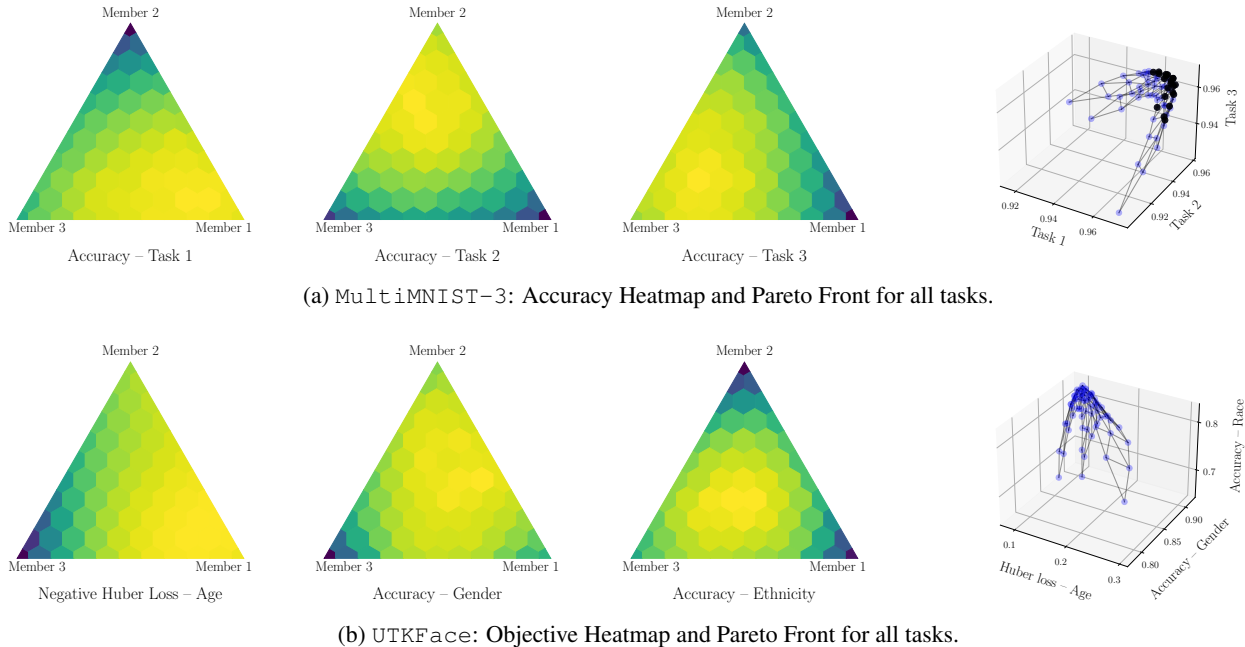 Member 2
Member 2
Member 2
Member 3
Member 1
Member 3
Member 1
Member 3
Member 1
Accuracy – Task 1
Accuracy – Task 2
Accuracy – Task 3
0.96
0.94
Task 3
0.96
0.94
0.92
Task 2
0.92
0.94
0.96
Task 1
(a) MultiMNIST-3: Accuracy Heatmap and Pareto Front for all tasks.
Member 2
Member 2
Member 2
Member 3
Member 1
Member 3
Member 1
Member 3
Member 1
Negative Huber Loss – Age
Accuracy – Gender
Accuracy – Ethnicity
0.8
0.7
Accuracy – Race
0.90
0.85
0.80
Accuracy – Gender
0.1
0.2
0.3
Huber loss – Age
(b) UTKFace: Objective Heatmap and Pareto Front for all tasks.